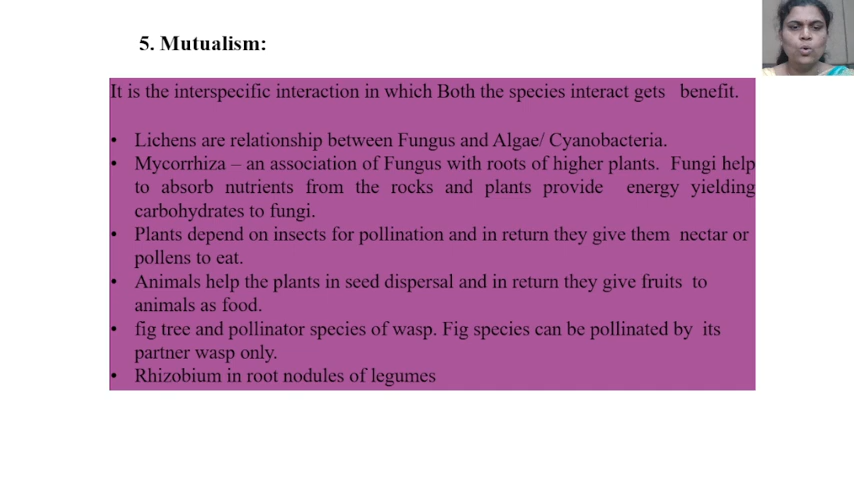 5. Mutualism:
It is the interspecific interaction in which Both the species interact gets benefit.
• Lichens are relationship between Fungus and Algae/ Cyanobacteria.
• Mycorrhiza – an association of Fungus with roots of higher plants. Fungi help
to absorb nutrients from the rocks and plants provide energy yielding
carbohydrates to fungi.
• Plants depend on insects for pollination and in return they give them nectar or
pollens to eat.
• Animals help the plants in seed dispersal and in return they give fruits to
animals as food.
• fig tree and pollinator species of wasp. Fig species can be pollinated by its
partner wasp only.
• Rhizobium in root nodules of legumes